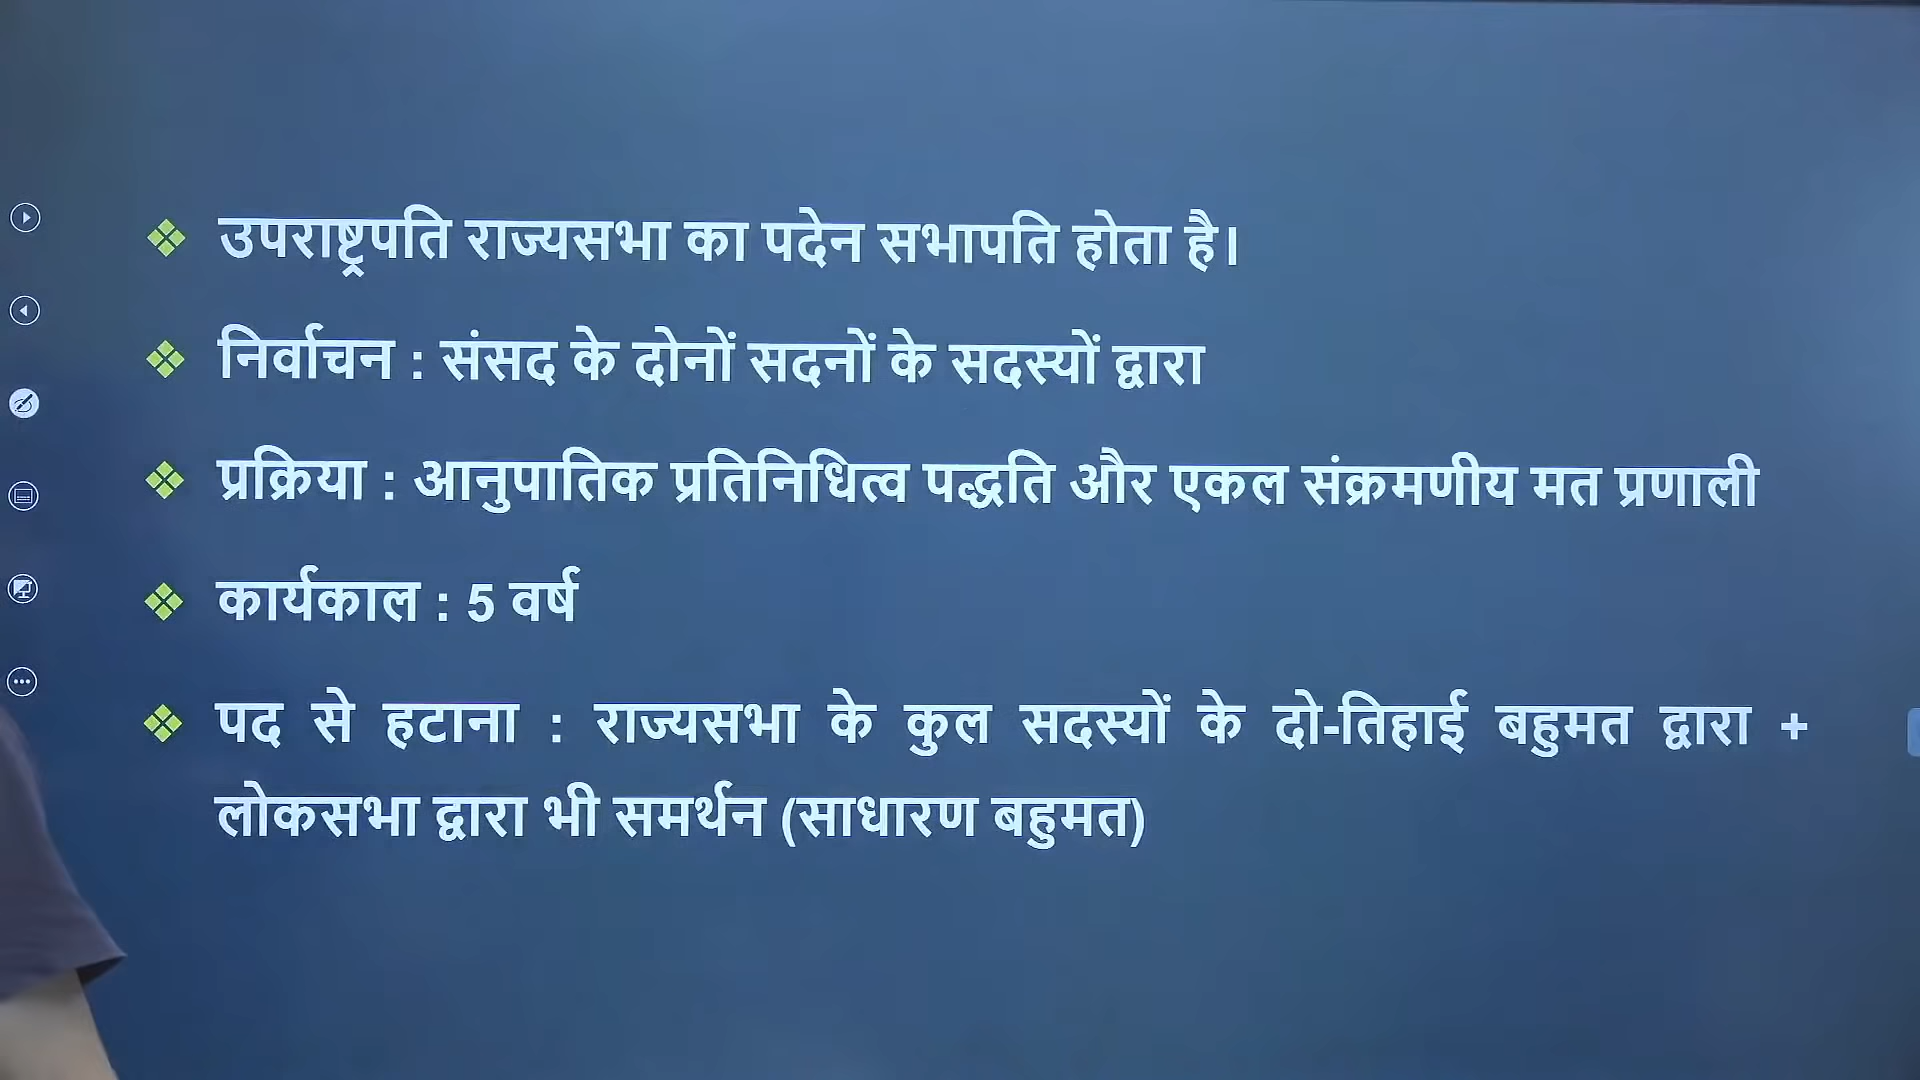 उपराष्ट्रपति राज्यसभा का पदेन सभापति होता है।
निर्वाचन : संसद के दोनों सदनों के सदस्यों द्वारा
प्रक्रिया : आनुपातिक प्रतिनिधित्व पद्धति और एकल संक्रमणीय मत प्रणाली
कार्यकाल : 5 वर्ष
पद से हटाना : राज्यसभा के कुल सदस्यों के दो-तिहाई बहुमत द्वारा +
लोकसभा द्वारा भी समर्थन (साधारण बहुमत)